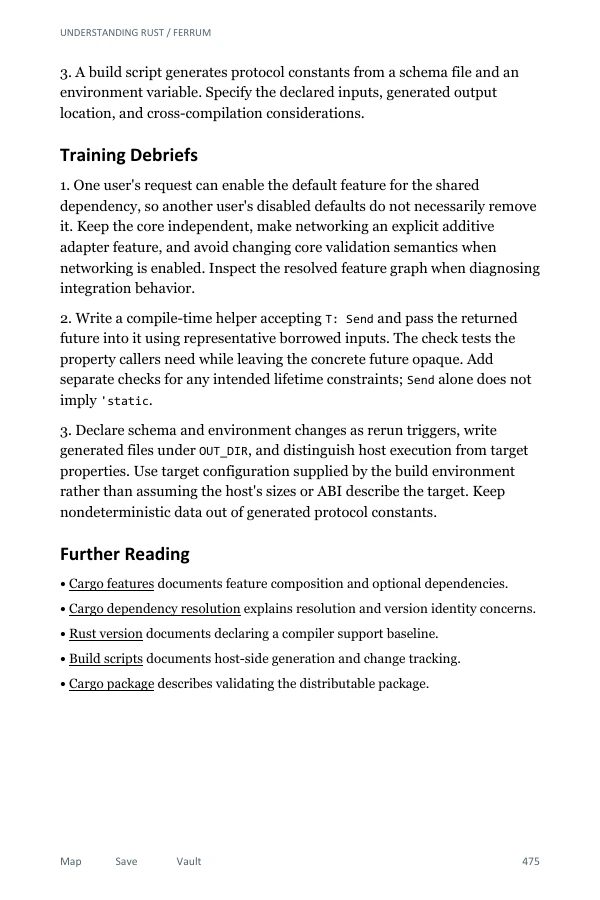 UNDERSTANDING RUST / FERRUM
3. A build script generates protocol constants from a schema file and an
environment variable. Specify the declared inputs, generated output
location, and cross-compilation considerations.
Training Debriefs
1. One user's request can enable the default feature for the shared
dependency, so another user's disabled defaults do not necessarily remove
it. Keep the core independent, make networking an explicit additive
adapter feature, and avoid changing core validation semantics when
networking is enabled. Inspect the resolved feature graph when diagnosing
integration behavior.
2. Write a compile-time helper accepting T: Send and pass the returned
future into it using representative borrowed inputs. The check tests the
property callers need while leaving the concrete future opaque. Add
separate checks for any intended lifetime constraints; Send alone does not
imply 'static.
3. Declare schema and environment changes as rerun triggers, write
generated files under OUT_DIR, and distinguish host execution from target
properties. Use target configuration supplied by the build environment
rather than assuming the host's sizes or ABI describe the target. Keep
nondeterministic data out of generated protocol constants.
Further Reading
• Cargo features documents feature composition and optional dependencies.
• Cargo dependency resolution explains resolution and version identity concerns.
• Rust version documents declaring a compiler support baseline.
• Build scripts documents host-side generation and change tracking.
• Cargo package describes validating the distributable package.
Map Save Vault 475